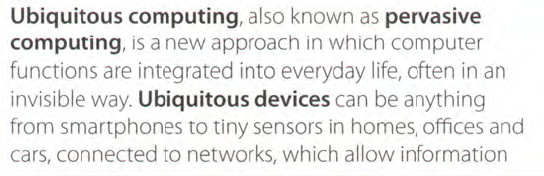 Ubiquitous computing, also known as pervasive
computing, is a new approach in which computer
functions are integrated into everyday life, often in an
invisible way. Ubiquitous devices can be anything
from smartphones to tiny sensors in homes, offices and
cars, connected to networks, which allow information